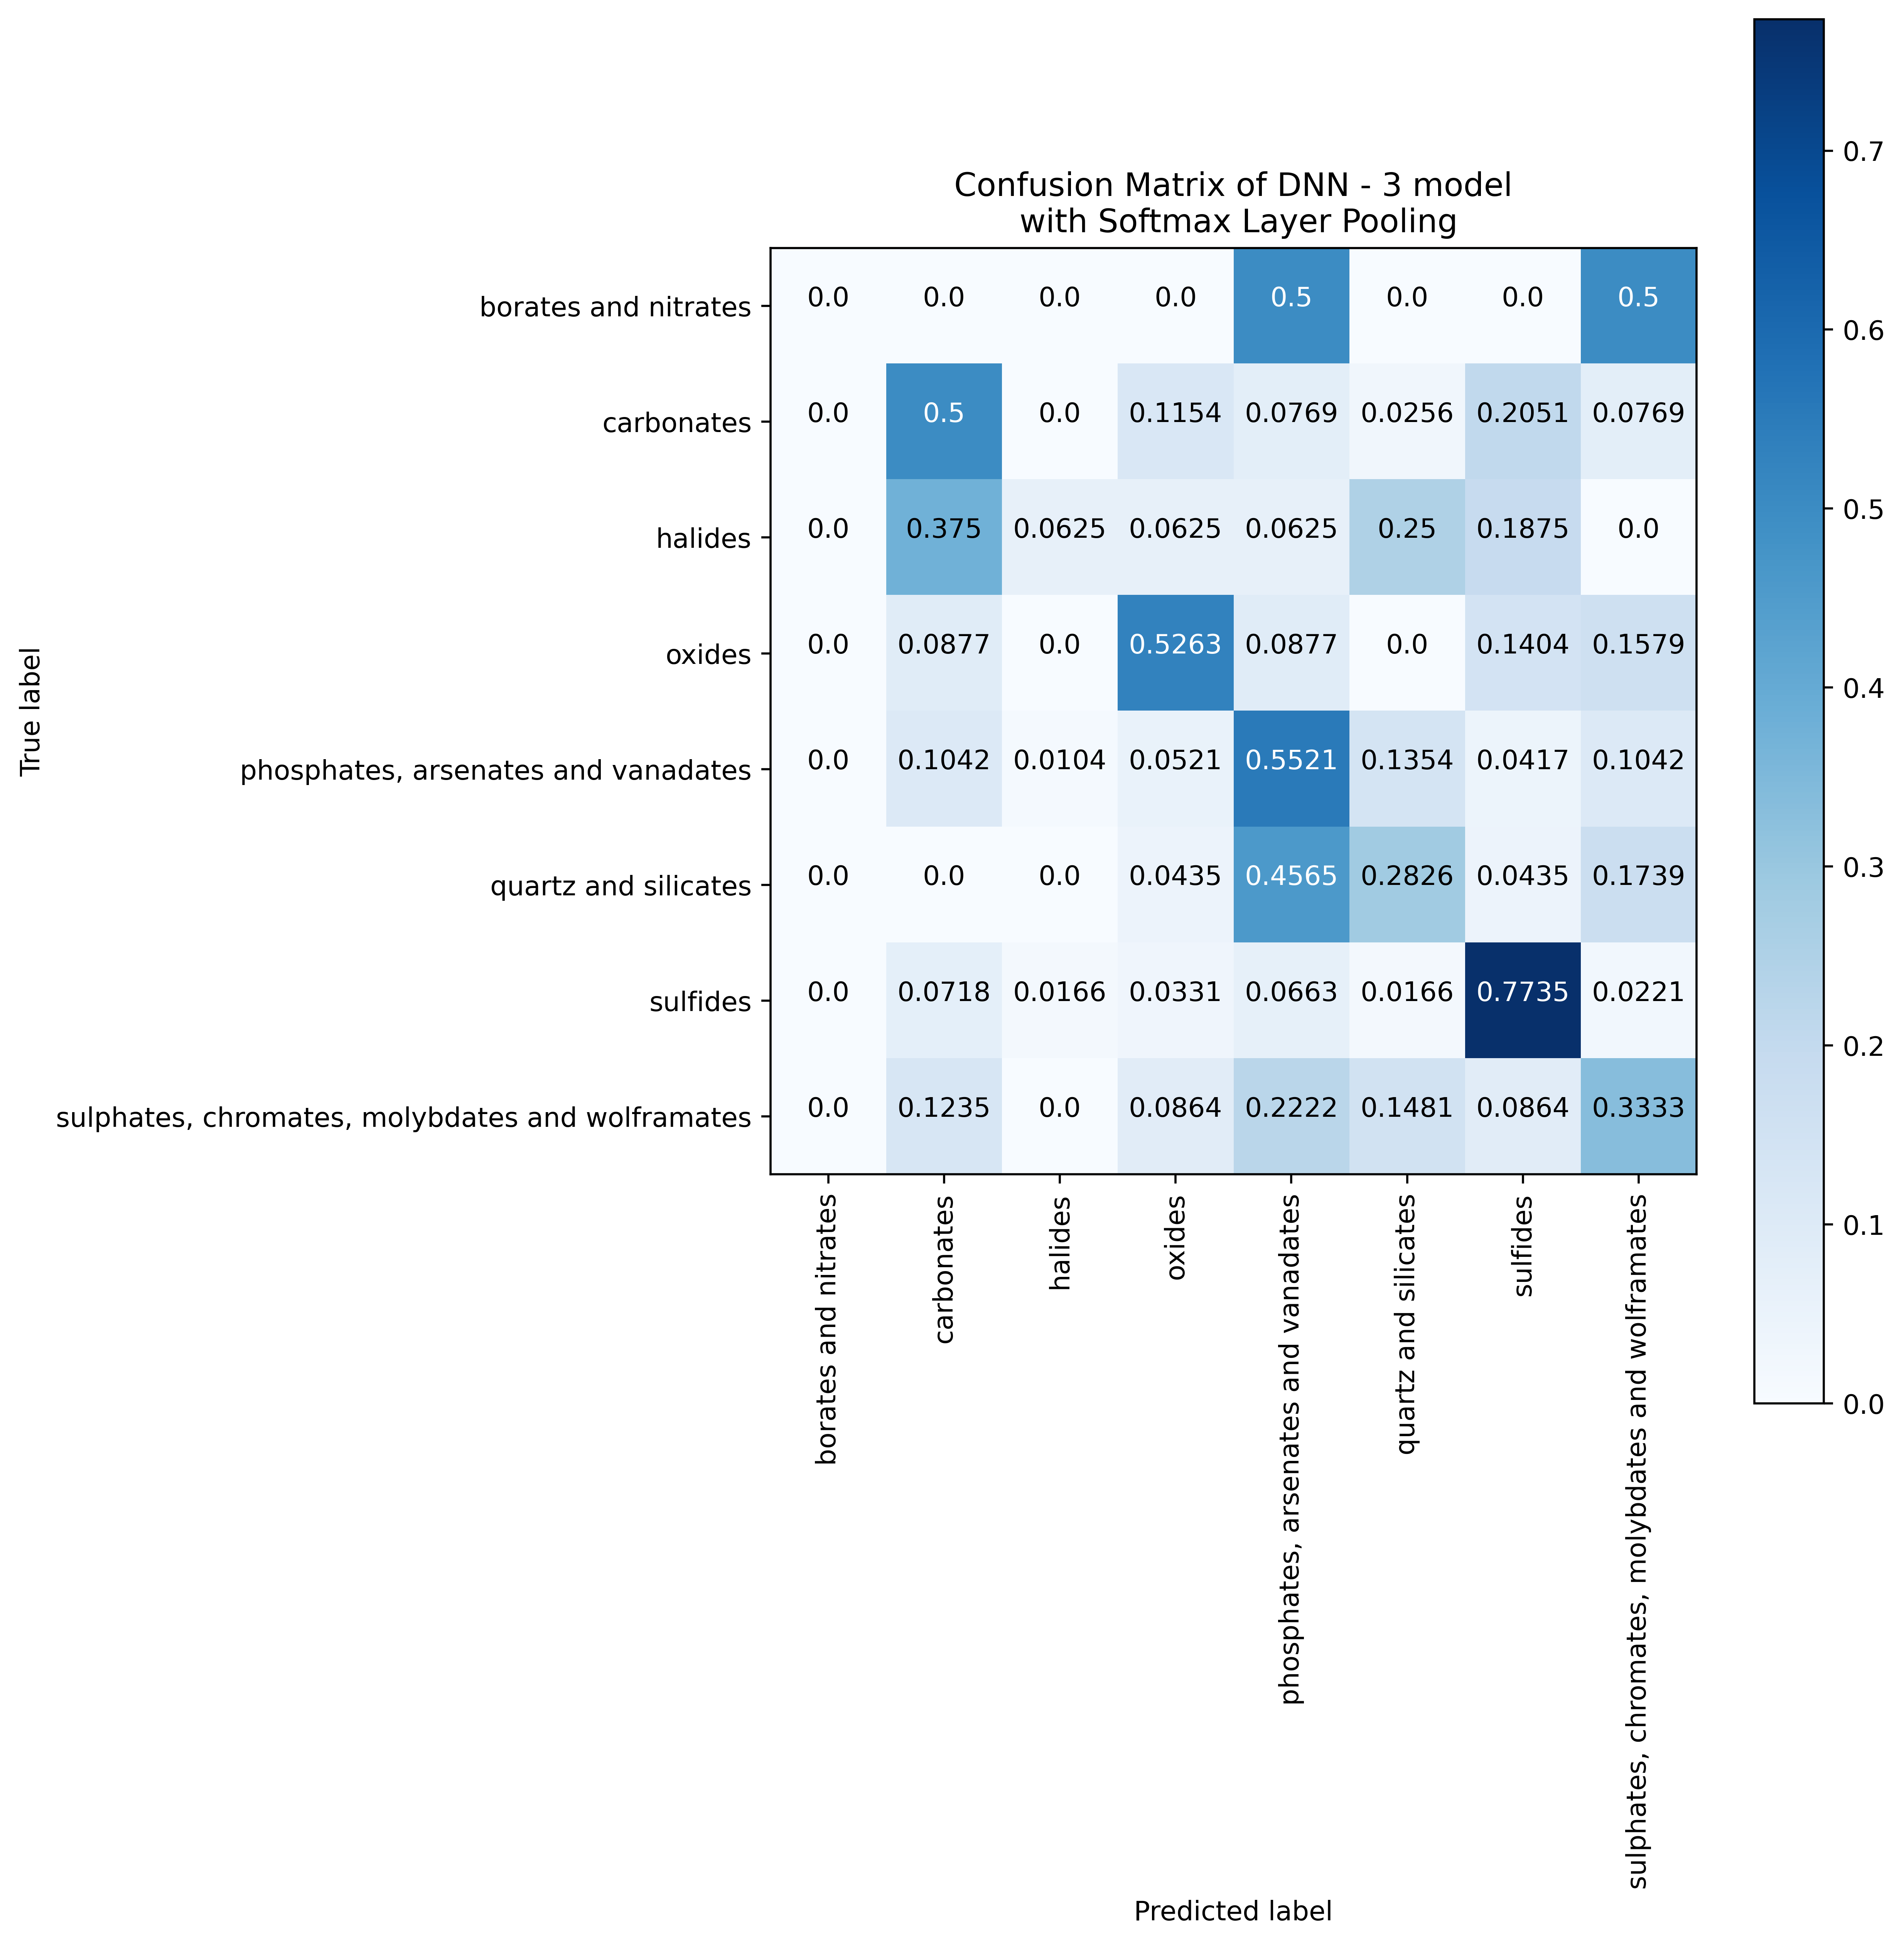 Confusion Matrix of DNN - 3 model
with Softmax Layer Pooling
True label
borates and nitrates 0.0 0.0 0.0 0.0 0.5 0.0 0.0 0.5
carbonates 0.0 0.5 0.0 0.1154 0.0769 0.0256 0.2051 0.0769
halides 0.0 0.375 0.0625 0.0625 0.0625 0.25 0.1875 0.0
oxides 0.0 0.0877 0.0 0.5263 0.0877 0.0 0.1404 0.1579
phosphates, arsenates and vanadates 0.0 0.1042 0.0104 0.0521 0.5521 0.1354 0.0417 0.1042
quartz and silicates 0.0 0.0 0.0 0.0435 0.4565 0.2826 0.0435 0.1739
sulfides 0.0 0.0718 0.0166 0.0331 0.0663 0.0166 0.7735 0.0221
sulphates, chromates, molybdates and wolframates 0.0 0.1235 0.0 0.0864 0.2222 0.1481 0.0864 0.3333
borates and nitrates
carbonates
halides
oxides
phosphates, arsenates and vanadates
quartz and silicates
sulfides
sulphates, chromates, molybdates and wolframates
Predicted label
0.7
0.6
0.5
0.4
0.3
0.2
0.1
0.0